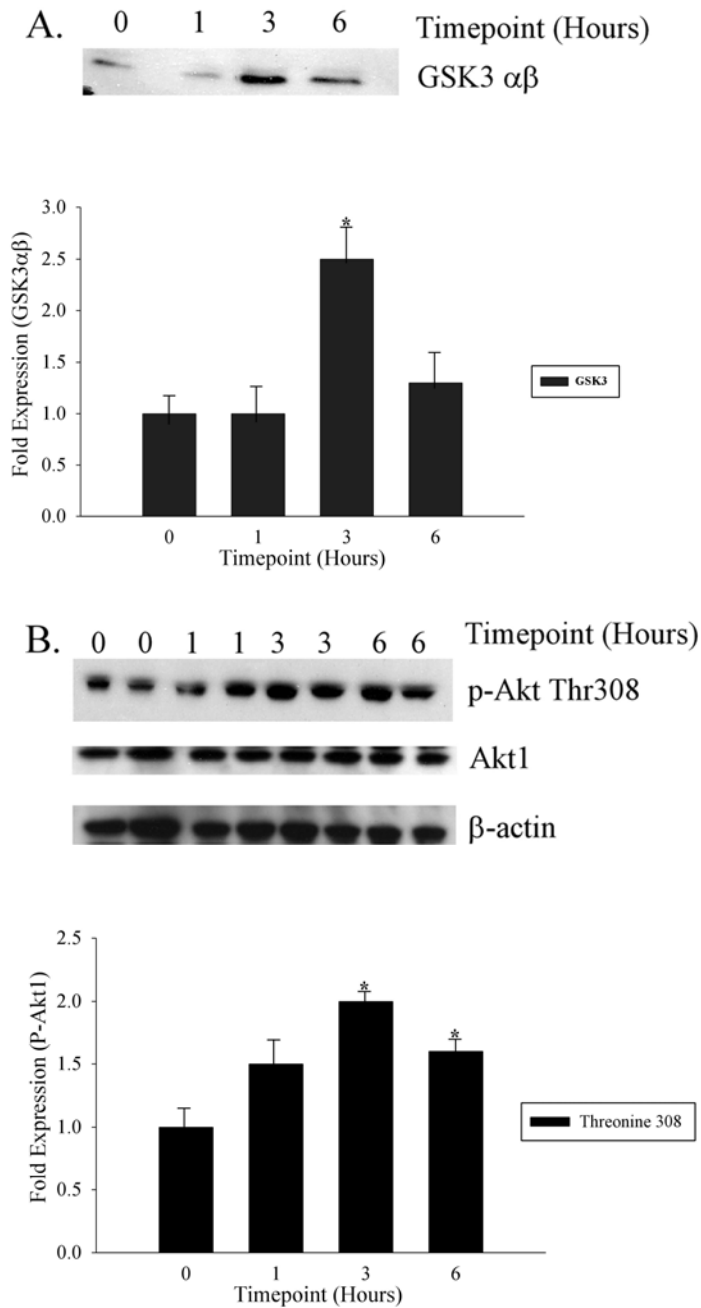 A. 0 1 3 6 Timepoint (Hours)
GSK3 αβ
Fold Expression (GSK3αβ)
3.0
2.5
2.0
1.5
1.0
0.5
0.0
*
GSK3
0 1 3 6
Timepoint (Hours)
B. 0 0 1 1 3 3 6 6 Timepoint (Hours)
p-Akt Thr308
Akt1
β-actin
Fold Expression (P-Akt1)
2.5
2.0
1.5
1.0
0.5
0.0
* *
Threonine 308
0 1 3 6
Timepoint (Hours)